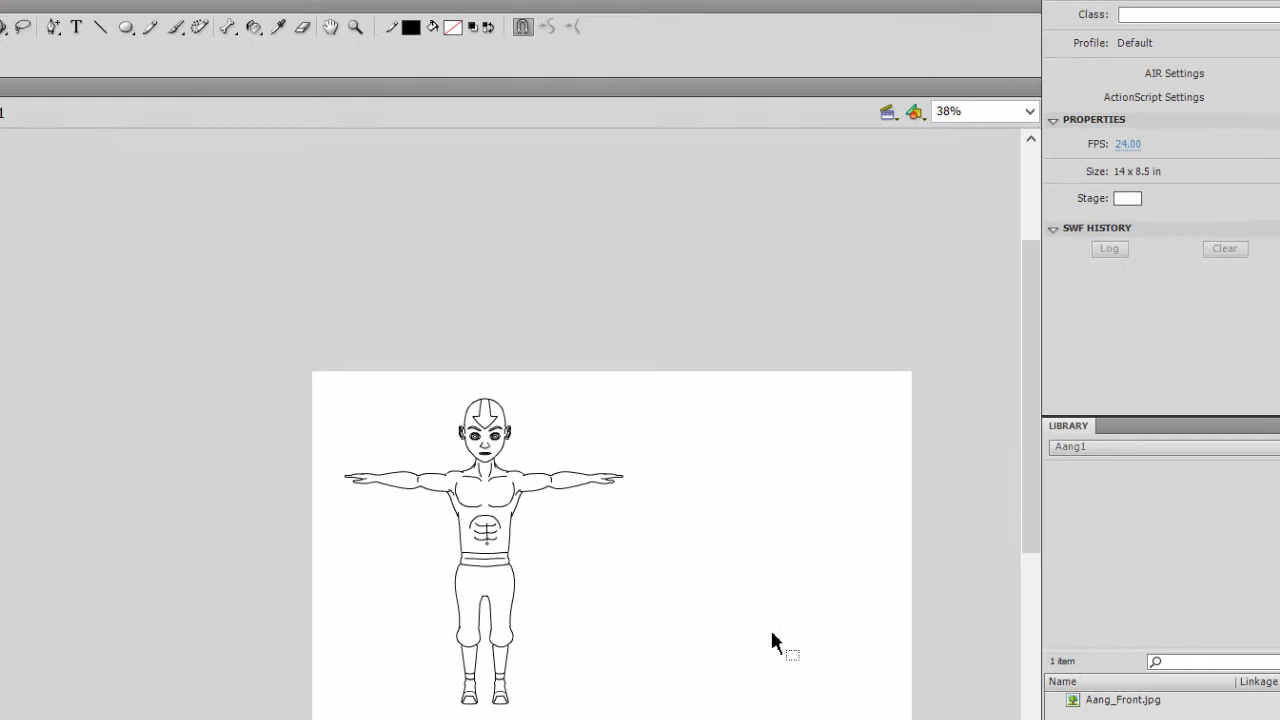 Class:
Profile: Default
AIR Settings
ActionScript Settings
1
38%
PROPERTIES
FPS: 24.00
Size: 14 x 8.5 in
Stage:
SWF HISTORY
Log Clear
LIBRARY
Aang1
1 item
Name Linkage
Aang_Front.jpg